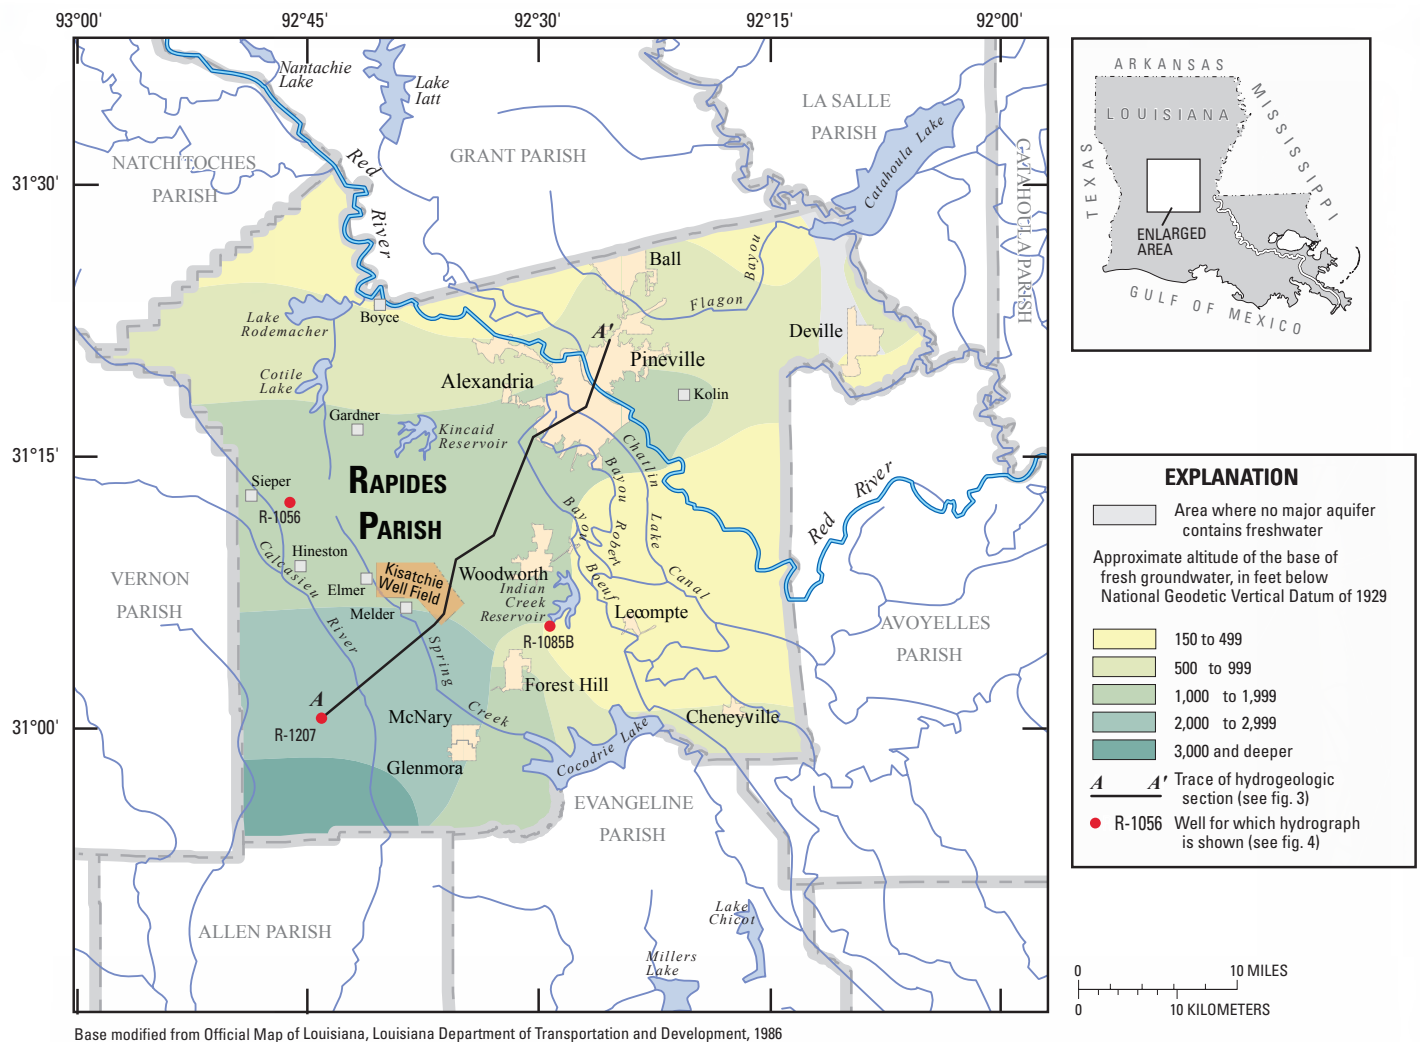 93°00'
92°45'
92°30'
92°15'
92°00'
31°30'
31°15'
31°00'
Nantachie
Lake
Lake
Iatt
Red
River
NATCHITOCHES
PARISH
GRANT PARISH
LA SALLE
PARISH
Catahoula Lake
CATAHOULA PARISH
Ball
Bayou
Flagon
Lake
Rodemacher
Boyce
A'
Deville
Pineville
Cotile
Lake
Alexandria
Kolin
Gardner
Kincaid
Reservoir
Chatlin
Lake
Canal
Sieper
R-1056
RAPIDES
PARISH
Bayou Robert
Bayou
Boeuf
Red
River
Hineston
Calcasieu
River
Elmer
Kisatchie
Well Field
Melder
Woodworth
Indian
Creek
Reservoir
Lecompte
R-1085B
VERNON
PARISH
AVOYELLES
PARISH
Spring
Creek
Forest Hill
A
R-1207
McNary
Cheneyville
Glenmora
Cocodrie Lake
EVANGELINE
PARISH
ALLEN PARISH
Lake
Chicot
Millers
Lake
Base modified from Official Map of Louisiana, Louisiana Department of Transportation and Development, 1986
ARKANSAS
LOUISIANA
MISSISSIPPI
TEXAS
ENLARGED
AREA
GULF OF MEXICO
EXPLANATION
Area where no major aquifer
contains freshwater
Approximate altitude of the base of
fresh groundwater, in feet below
National Geodetic Vertical Datum of 1929
150 to 499
500 to 999
1,000 to 1,999
2,000 to 2,999
3,000 and deeper
A A' Trace of hydrogeologic
section (see fig. 3)
R-1056 Well for which hydrograph
is shown (see fig. 4)
0 10 MILES
0 10 KILOMETERS